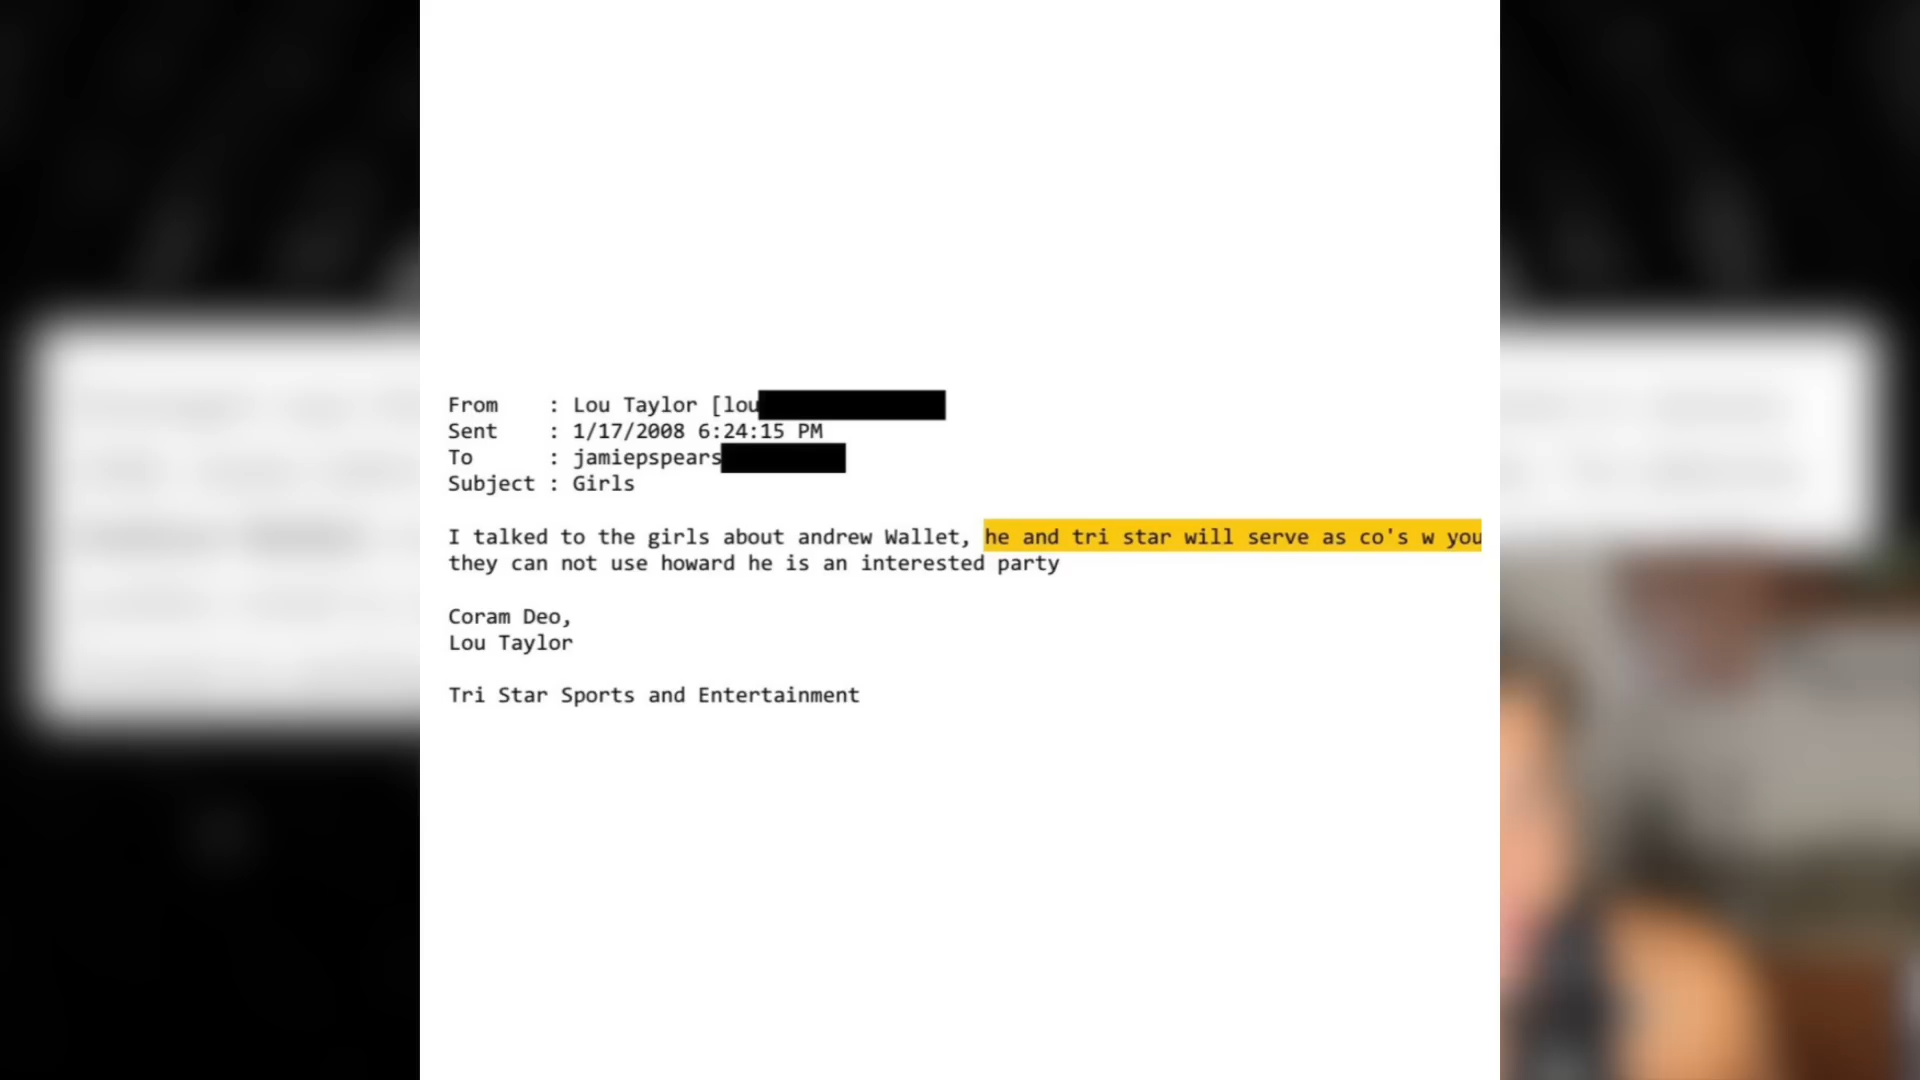 From    : Lou Taylor [lou
Sent    : 1/17/2008 6:24:15 PM
To      : jamiepspears
Subject : Girls
I talked to the girls about andrew Wallet, he and tri star will serve as co's w you
they can not use howard he is an interested party
Coram Deo,
Lou Taylor
Tri Star Sports and Entertainment